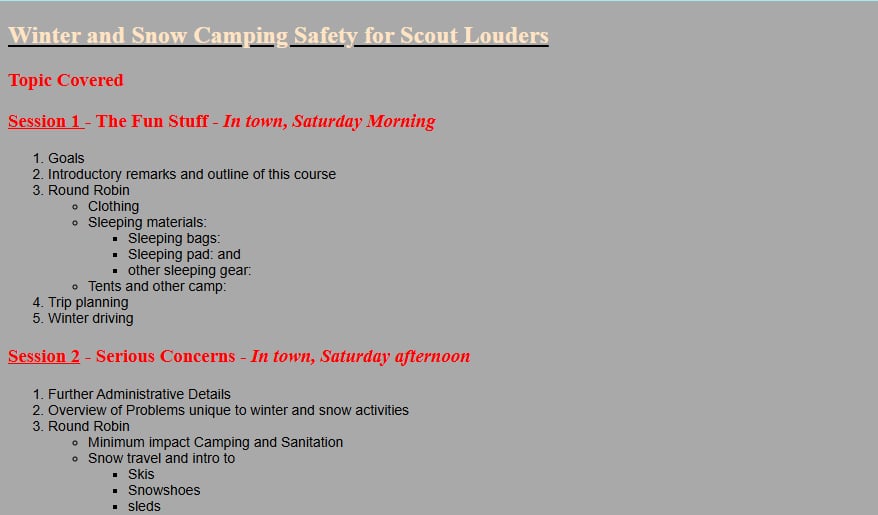 Winter and Snow Camping Safety for Scout Louders
Topic Covered
Session 1 - The Fun Stuff - In town, Saturday Morning
1. Goals
2. Introductory remarks and outline of this course
3. Round Robin
Clothing
Sleeping materials:
Sleeping bags:
Sleeping pad: and
other sleeping gear:
Tents and other camp:
4. Trip planning
5. Winter driving
Session 2 - Serious Concerns - In town, Saturday afternoon
1. Further Administrative Details
2. Overview of Problems unique to winter and snow activities
3. Round Robin
Minimum impact Camping and Sanitation
Snow travel and intro to
Skis
Snowshoes
sleds